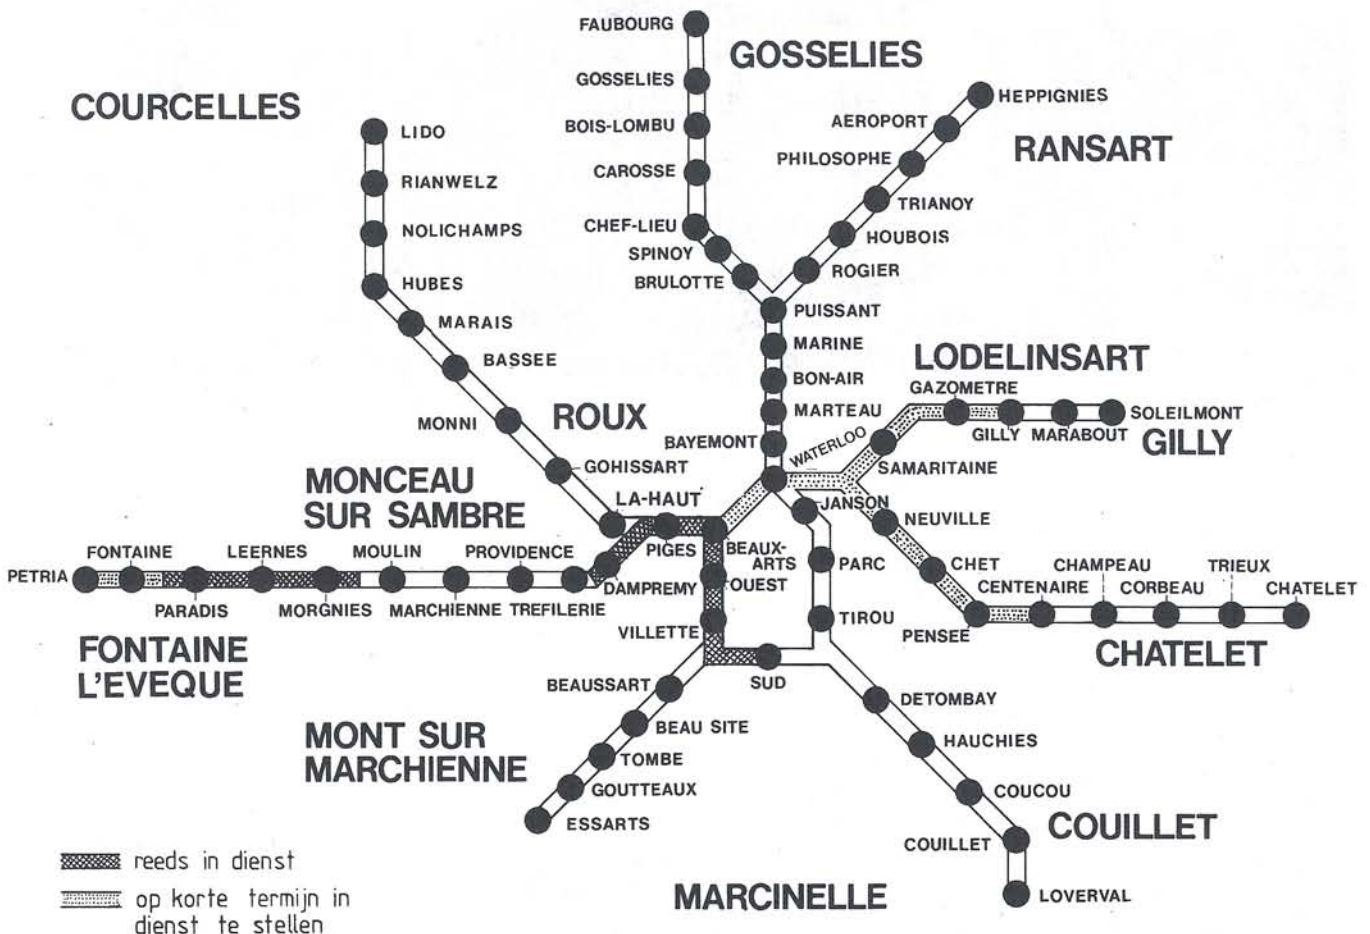 FAUBOURG
GOSSELIES
GOSSELIES
BOIS-LOMBU
CAROSSE
CHEF-LIEU
SPINOY
BRULOTTE
HEPPIGNIES
AEROPORT
RANSART
PHILOSOPHE
TRIANOY
HOUBOIS
ROGIER
COURCELLES
LIDO
RIANWELZ
NOLICHAMPS
HUBES
MARAIS
BASSEE
MONNI
ROUX
GOHISSART
LA-HAUT
PUISSANT
MARINE
BON-AIR
MARTEAU
BAYEMONT
WATERLOO
LODELINSART
GAZOMETRE
SOLEILMONT
GILLY
MARABOUT
GILLY
SAMARITAINE
MONCEAU
SUR SAMBRE
PIGES
BEAUX-
ARTS
JANSON
NEUVILLE
PARC
CHET
CENTENAIRE
CHAMPEAU
CORBEAU
TRIEUX
CHATELET
PENSEE
CHATELET
PETRIA
FONTAINE
LEERNES
MOULIN
PROVIDENCE
PARADIS
MORGNIES
MARCHIENNE
TREFILERIE
DAMPREMY
OUEST
VILLETTE
TIROU
SUD
FONTAINE
L'EVEQUE
BEAUSSART
BEAU SITE
TOMBE
GOUTTEAUX
ESSARTS
MONT SUR
MARCHIENNE
DETOMBAY
HAUCHIES
COUCOU
COUILLET
COUILLET
LOVERVAL
MARCINELLE
reeds in dienst
op korte termijn in
dienst te stellen